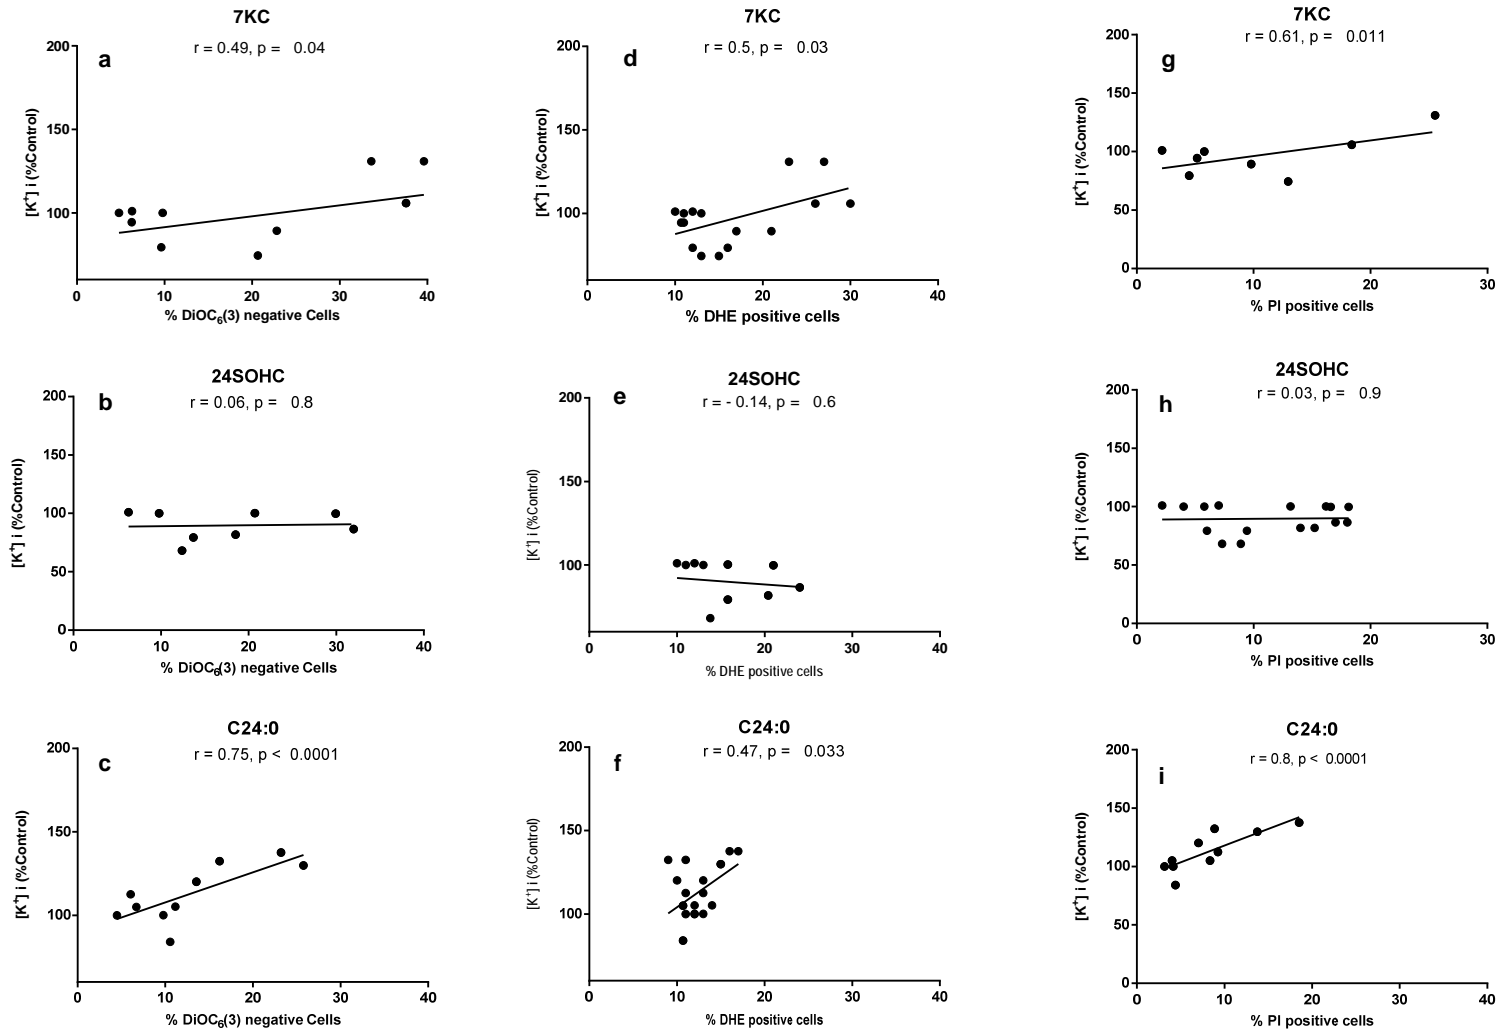 7KC
r = 0.49, p = 0.04
a
200
150
100
[K+] i (%Control)
0
10
20
30
40
% DiOC6(3) negative Cells
7KC
r = 0.5, p = 0.03
d
200
150
100
[K+] i (%Control)
0
10
20
30
40
% DHE positive cells
7KC
r = 0.61, p = 0.011
g
200
150
100
50
0
[K+] i (%Control)
0
10
20
30
% PI positive cells
24SOHC
r = 0.06, p = 0.8
b
200
150
100
50
0
[K+] i (%Control)
0
10
20
30
40
% DiOC6(3) negative Cells
24SOHC
r = - 0.14, p = 0.6
e
200
150
100
[K+] i (%Control)
0
10
20
30
40
% DHE positive cells
24SOHC
r = 0.03, p = 0.9
h
200
150
100
50
0
[K+] i (%Control)
0
10
20
30
% PI positive cells
C24:0
r = 0.75, p < 0.0001
c
200
150
100
[K+] i (%Control)
0
10
20
30
40
% DiOC6(3) negative Cells
C24:0
r = 0.47, p = 0.033
f
200
150
100
[K+] i (%Control)
0
10
20
30
40
% DHE positive cells
C24:0
r = 0.8, p < 0.0001
i
200
150
100
50
0
[K+] i (%Control)
0
10
20
30
40
% PI positive cells